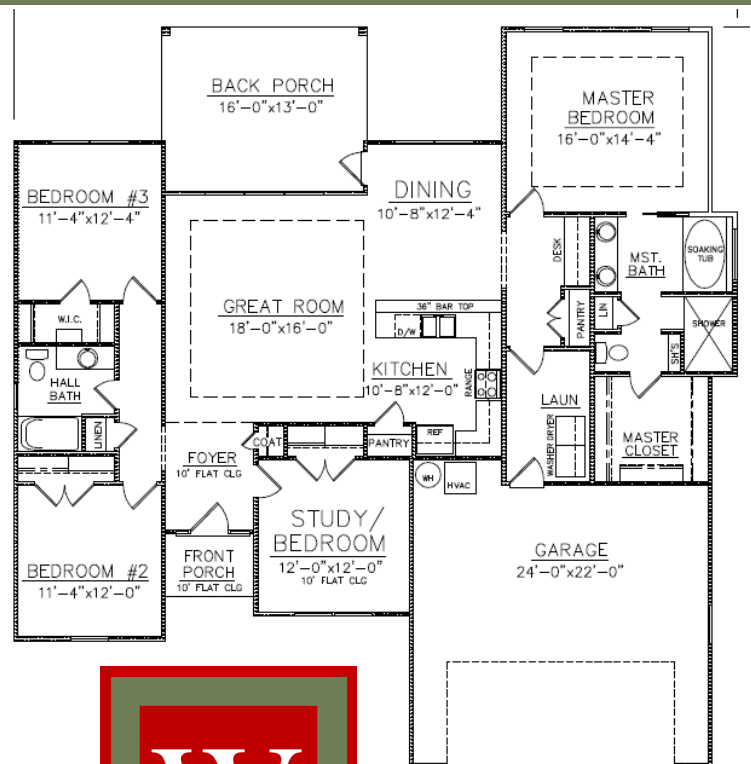 BACK PORCH
16'-0"x13'-0"
MASTER
BEDROOM
16'-0"x14'-4"
BEDROOM #3
11'-4"x12'-4"
DINING
10'-8"x12'-4"
DESK
MST.
BATH
SOAKING
TUB
W.I.C.
GREAT ROOM
18'-0"x16'-0"
36" BAR TOP
D/W
PANTRY
LIN
SHOWER
SH'S
HALL
BATH
KITCHEN
10'-8"x12'-0"
RANGE
LINEN
LAUN
WASHER
DRYER
MASTER
CLOSET
FOYER
10' FLAT CLG
COAT
PANTRY
REF
WH
HVAC
STUDY/
BEDROOM
12'-0"x12'-0"
10' FLAT CLG
FRONT
PORCH
10' FLAT CLG
BEDROOM #2
11'-4"x12'-0"
GARAGE
24'-0"x22'-0"
W